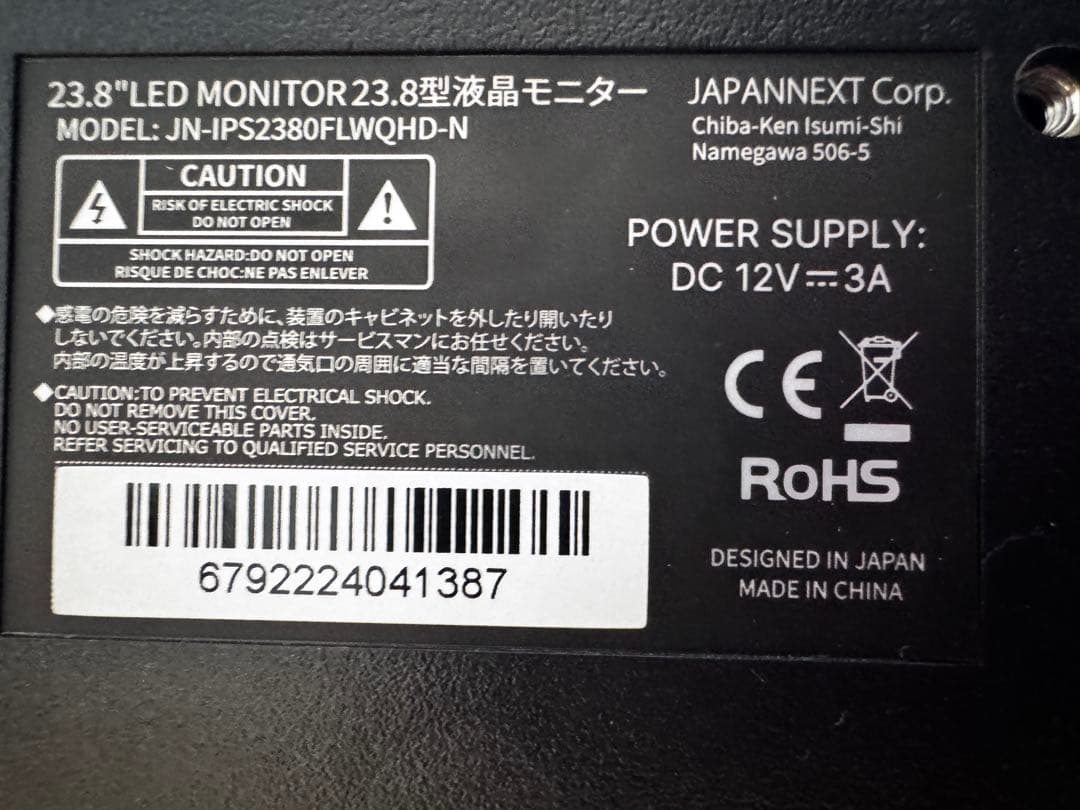 23.8"LED MONITOR 23.8型液晶モニター
MODEL: JN-IPS2380FLWQHD-N
JAPANNEXT Corp.
Chiba-Ken Isumi-Shi
Namegawa 506-5
CAUTION
RISK OF ELECTRIC SHOCK
DO NOT OPEN
SHOCK HAZARD:DO NOT OPEN
RISQUE DE CHOC:NE PAS ENLEVER
POWER SUPPLY:
DC 12V⎓3A
◆感電の危険を減らすために、装置のキャビネットを外したり開いたり
しないでください。内部の点検はサービスマンにお任せください。
内部の温度が上昇するので通気口の周囲に適当な間隔を置いてください。
◆CAUTION:TO PREVENT ELECTRICAL SHOCK.
DO NOT REMOVE THIS COVER.
NO USER-SERVICEABLE PARTS INSIDE.
REFER SERVICING TO QUALIFIED SERVICE PERSONNEL.
CE
RoHS
6792224041387
DESIGNED IN JAPAN
MADE IN CHINA